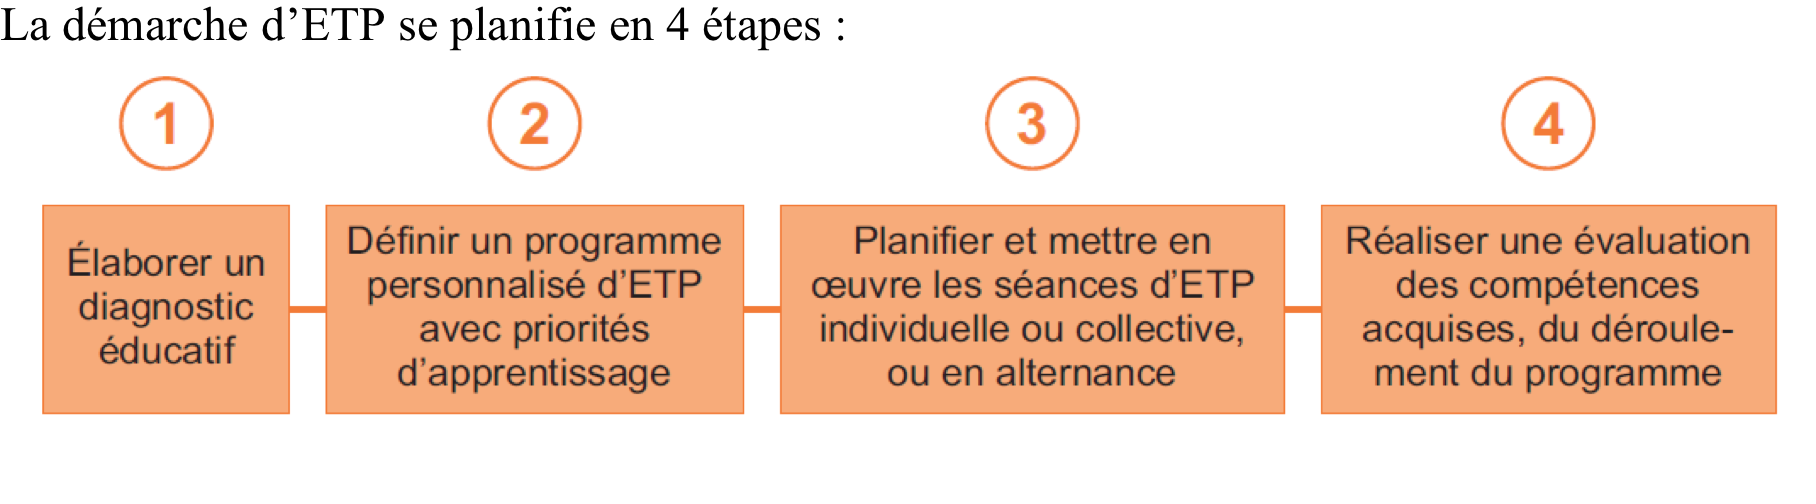 La démarche d’ETP se planifie en 4 étapes :
1
Élaborer un
diagnostic
éducatif
2
Définir un programme
personnalisé d’ETP
avec priorités
d’apprentissage
3
Planifier et mettre en
œuvre les séances d’ETP
individuelle ou collective,
ou en alternance
4
Réaliser une évaluation
des compétences
acquises, du déroule-
ment du programme